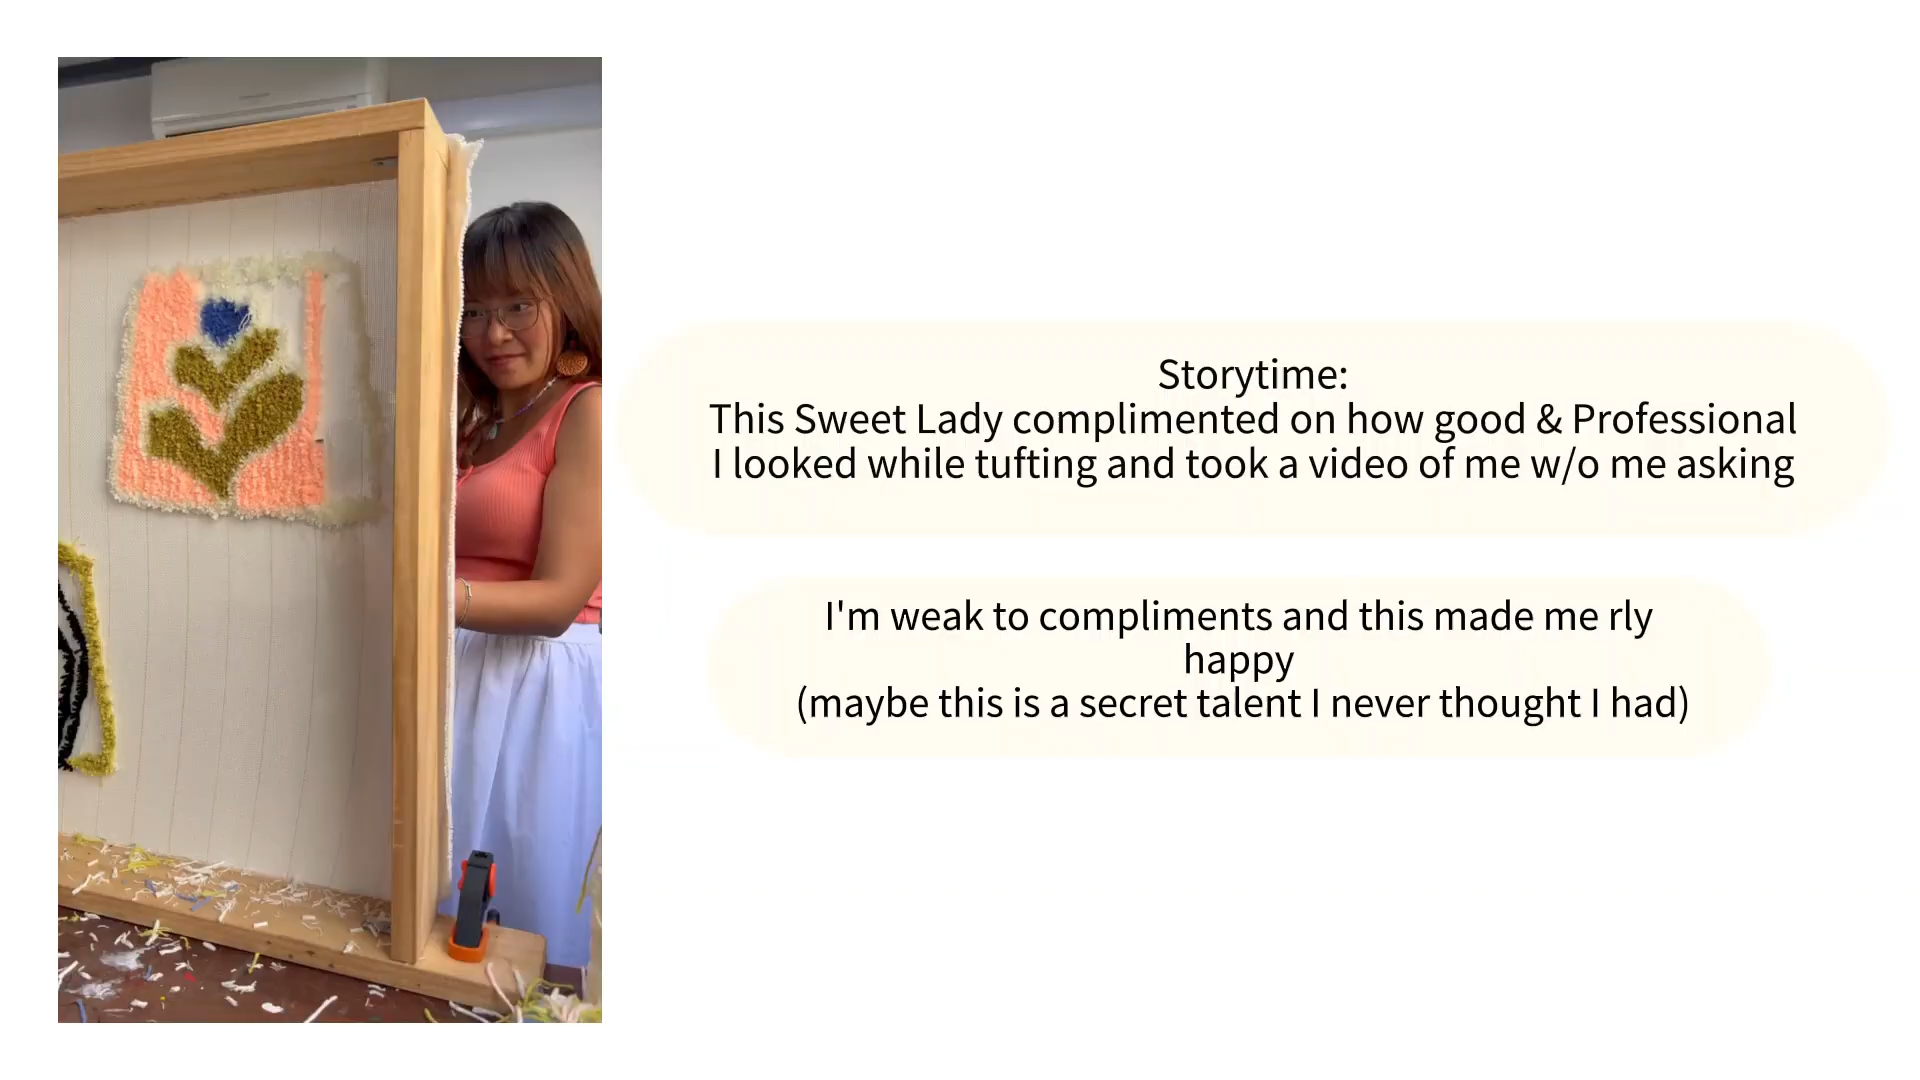 Storytime:
This Sweet Lady complimented on how good & Professional
I looked while tufting and took a video of me w/o me asking
I'm weak to compliments and this made me rly
happy
(maybe this is a secret talent I never thought I had)